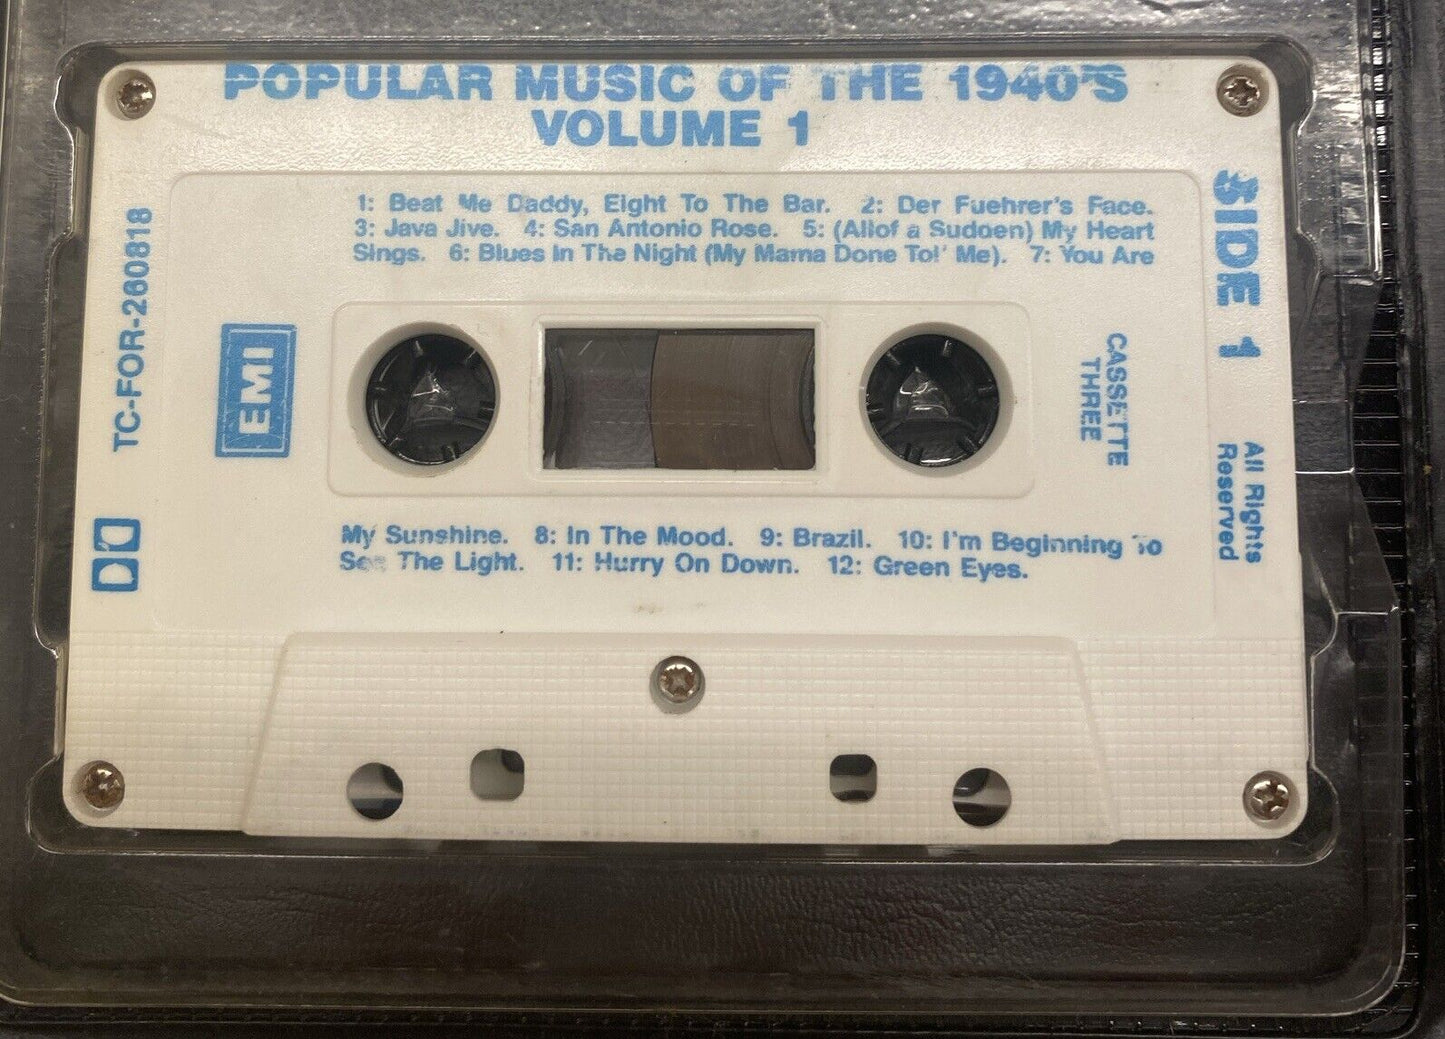 POPULAR MUSIC OF THE 1940'S
VOLUME 1
1: Beat Me Daddy, Eight To The Bar. 2: Der Fuehrer's Face.
3: Java Jive. 4: San Antonio Rose. 5: (Allof a Sudden) My Heart
Sings. 6: Blues In The Night (My Mama Done Tol' Me). 7: You Are
My Sunshine. 8: In The Mood. 9: Brazil. 10: I'm Beginning To
See The Light. 11: Hurry On Down. 12: Green Eyes.
TC-FOR-260818
EMI
CASSETTE
THREE
SIDE 1
All Rights
Reserved